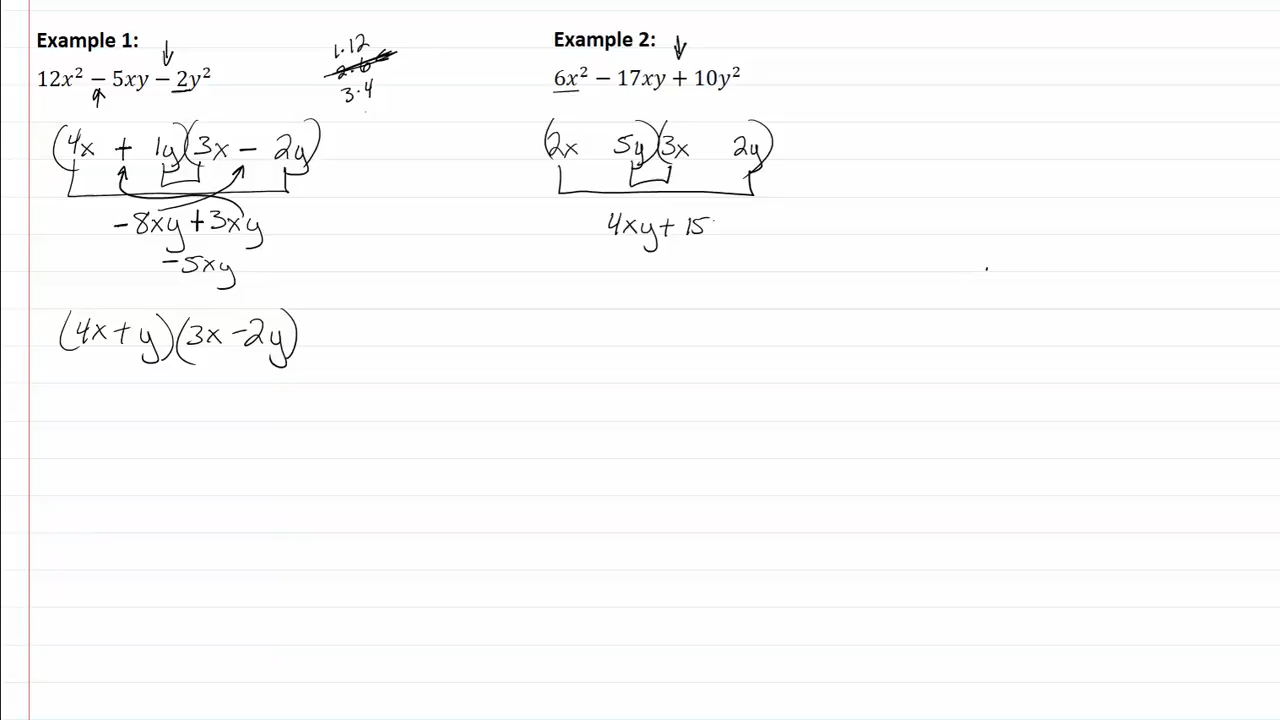 Example 1:
12x² − 5xy − 2y²
1·12
2·6
3·4
(4x + 1y)(3x − 2y)
−8xy + 3xy
−5xy
(4x + y)(3x − 2y)
Example 2:
6x² − 17xy + 10y²
(2x 5y)(3x 2y)
4xy + 15